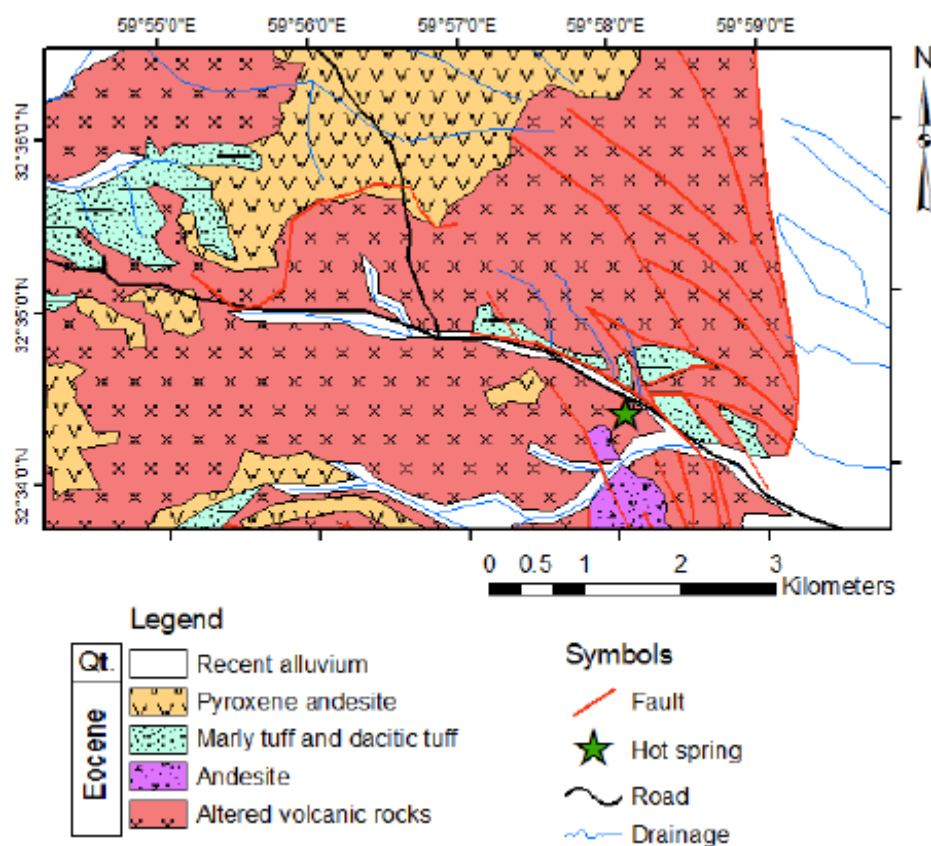 59°55'0"E 59°56'0"E 59°57'0"E 59°58'0"E 59°59'0"E
N
32°36'0"N
32°35'0"N
32°34'0"N
0 0.5 1 2 3
Kilometers
Legend
Qt.
Recent alluvium
Eocene
Pyroxene andesite
Marly tuff and dacitic tuff
Andesite
Altered volcanic rocks
Symbols
Fault
Hot spring
Road
Drainage